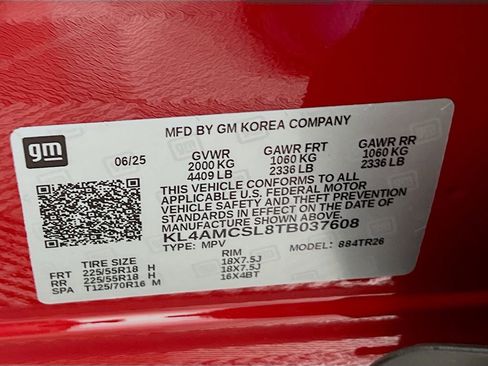 gm
MFD BY GM KOREA COMPANY
06/25 GVWR GAWR FRT GAWR RR
2000 KG 1060 KG 1060 KG
4409 LB 2336 LB 2336 LB
THIS VEHICLE CONFORMS TO ALL
APPLICABLE U.S. FEDERAL MOTOR
VEHICLE SAFETY AND THEFT PREVENTION
STANDARDS IN EFFECT ON THE DATE OF
MANUFACTURE SHOWN ABOVE.
KL4AMCSL8TB037608
TYPE: MPV MODEL: 884TR26
TIRE SIZE RIM
FRT 225/55R18 H 18X7.5J
RR 225/55R18 H 18X7.5J
SPA T125/70R16 M 16X4BT